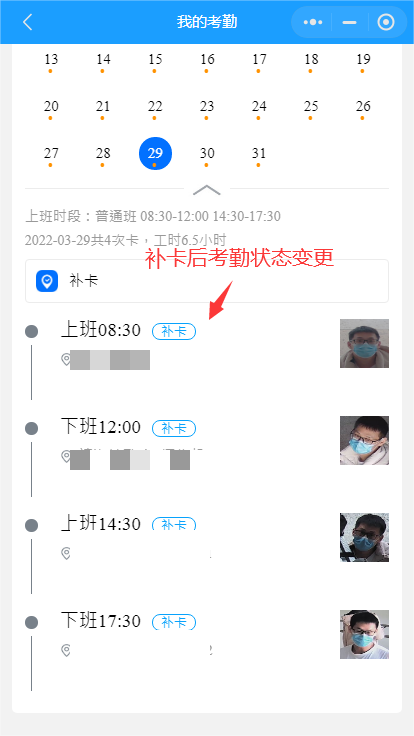 我的考勤
13 14 15 16 17 18 19
20 21 22 23 24 25 26
27 28 29 30 31
上班时段：普通班 08:30-12:00 14:30-17:30
2022-03-29共4次卡，工时6.5小时
补卡后考勤状态变更
补卡
上班08:30 补卡
下班12:00 补卡
上班14:30 补卡
下班17:30 补卡